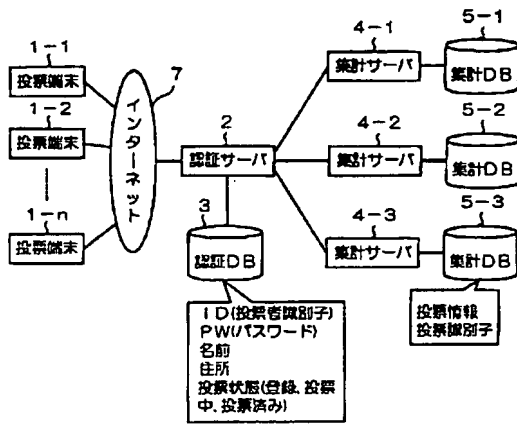 1-1
投票端末
1-2
投票端末
1-n
投票端末
7
インターネット
2
認証サーバ
3
認証DB
ID(投票者識別子)
PW(パスワード)
名前
住所
投票状態(登録、投票
中、投票済み)
4-1
集計サーバ
5-1
集計DB
4-2
集計サーバ
5-2
集計DB
4-3
集計サーバ
5-3
集計DB
投票情報
投票識別子